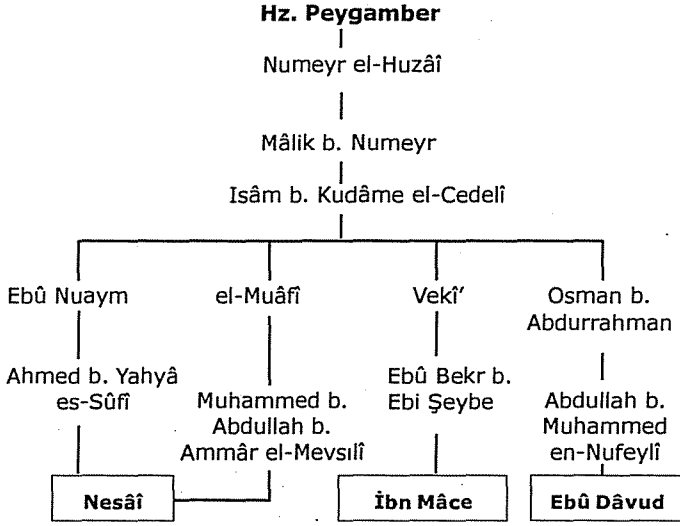 Hz. Peygamber
Numeyr el-Huzâî
Mâlik b. Numeyr
Isâm b. Kudâme el-Cedelî
Ebû Nuaym
el-Muâfî
Vekî’
Osman b.
Abdurrahman
Ahmed b. Yahyâ
es-Sûfî
Muhammed b.
Abdullah b.
Ammâr el-Mevsılî
Ebû Bekr b.
Ebi Şeybe
Abdullah b.
Muhammed
en-Nufeylî
Nesâî
İbn Mâce
Ebû Dâvud